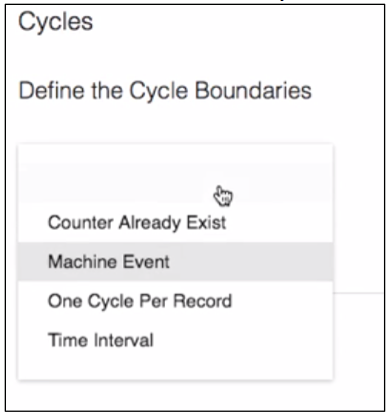 Cycles
Define the Cycle Boundaries
Counter Already Exist
Machine Event
One Cycle Per Record
Time Interval